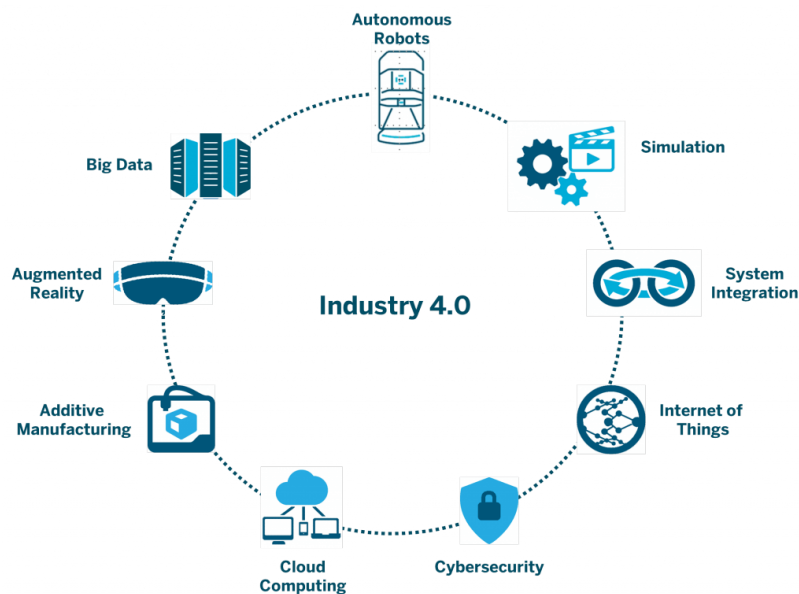 Autonomous
Robots
Simulation
System
Integration
Internet of
Things
Cybersecurity
Cloud
Computing
Additive
Manufacturing
Augmented
Reality
Big Data
Industry 4.0